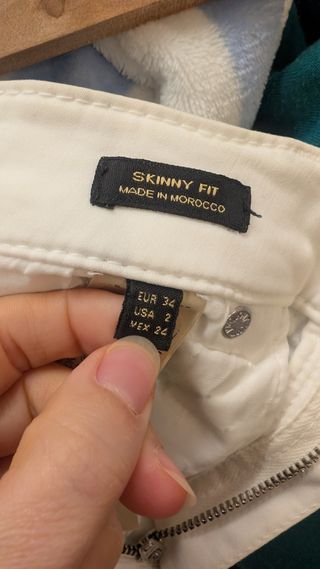 SKINNY FIT
MADE IN MOROCCO
EUR 34
USA 2
MEX 24